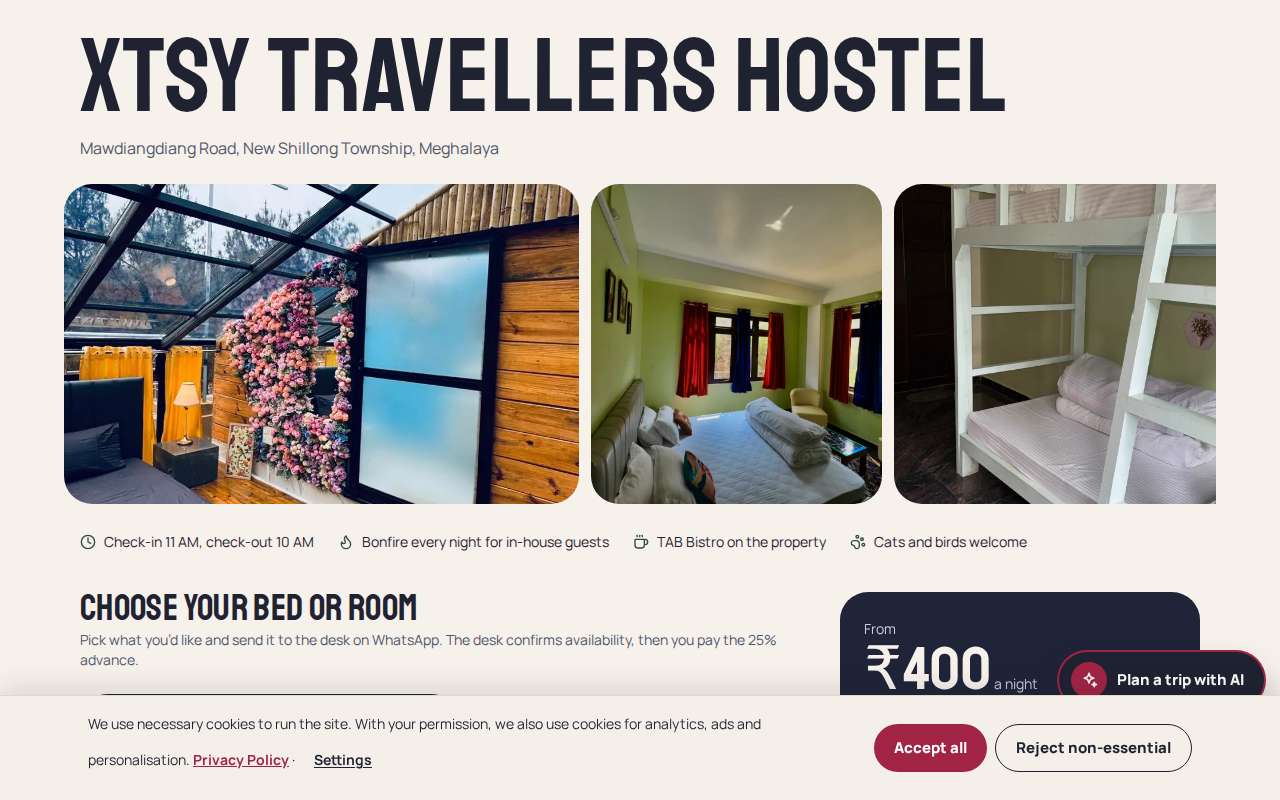 XTSY TRAVELLERS HOSTEL
Mawdiangdiang Road, New Shillong Township, Meghalaya
Check-in 11 AM, check-out 10 AM
Bonfire every night for in-house guests
TAB Bistro on the property
Cats and birds welcome
CHOOSE YOUR BED OR ROOM
Pick what you'd like and send it to the desk on WhatsApp. The desk confirms availability, then you pay the 25%
advance.
From
₹400 a night
Plan a trip with AI
We use necessary cookies to run the site. With your permission, we also use cookies for analytics, ads and
personalisation. Privacy Policy · Settings
Accept all
Reject non-essential